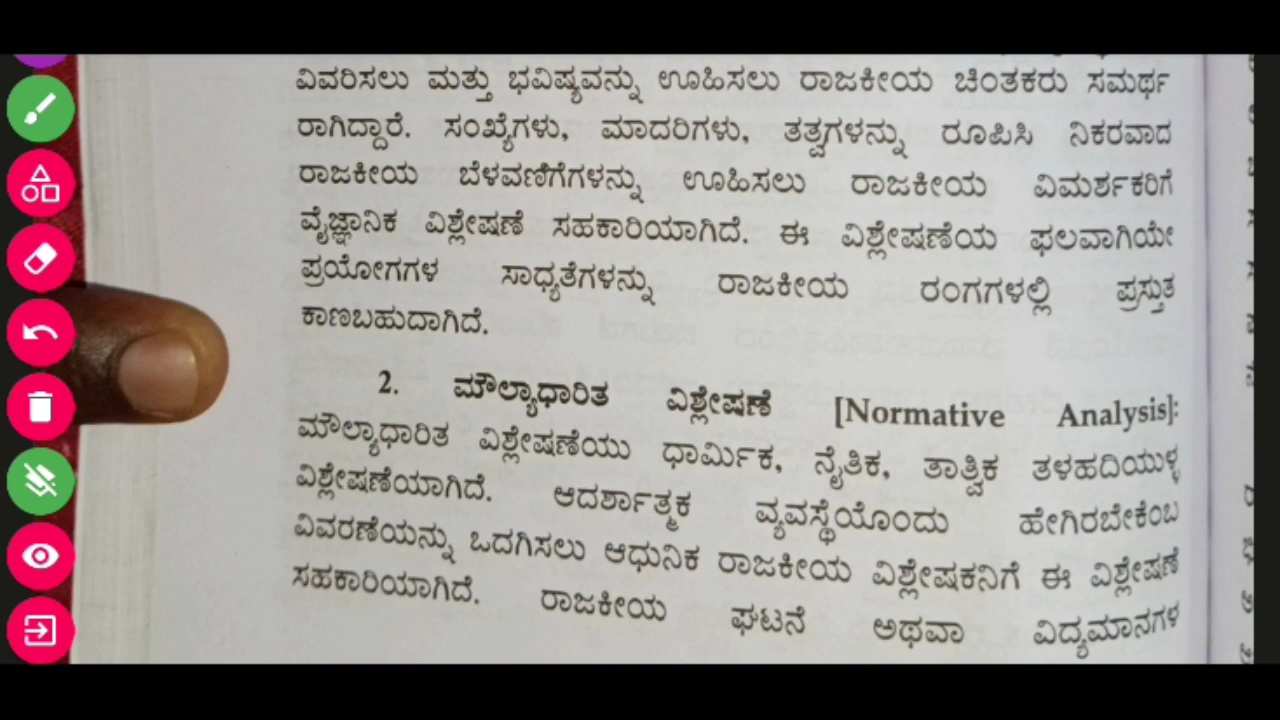 ವಿವರಿಸಲು ಮತ್ತು ಭವಿಷ್ಯವನ್ನು ಊಹಿಸಲು ರಾಜಕೀಯ ಚಿಂತಕರು ಸಮರ್ಥ
ರಾಗಿದ್ದಾರೆ. ಸಂಖ್ಯೆಗಳು, ಮಾದರಿಗಳು, ತತ್ವಗಳನ್ನು ರೂಪಿಸಿ ನಿಕರವಾದ
ರಾಜಕೀಯ ಬೆಳವಣಿಗೆಗಳನ್ನು ಊಹಿಸಲು ರಾಜಕೀಯ ವಿಮರ್ಶಕರಿಗೆ
ವೈಜ್ಞಾನಿಕ ವಿಶ್ಲೇಷಣೆ ಸಹಕಾರಿಯಾಗಿದೆ. ಈ ವಿಶ್ಲೇಷಣೆಯ ಫಲವಾಗಿಯೇ
ಪ್ರಯೋಗಗಳ ಸಾಧ್ಯತೆಗಳನ್ನು ರಾಜಕೀಯ ರಂಗಗಳಲ್ಲಿ ಪ್ರಸ್ತುತ
ಕಾಣಬಹುದಾಗಿದೆ.
2. ಮೌಲ್ಯಾಧಾರಿತ ವಿಶ್ಲೇಷಣೆ [Normative Analysis]:
ಮೌಲ್ಯಾಧಾರಿತ ವಿಶ್ಲೇಷಣೆಯು ಧಾರ್ಮಿಕ, ನೈತಿಕ, ತಾತ್ವಿಕ ತಳಹದಿಯುಳ್ಳ
ವಿಶ್ಲೇಷಣೆಯಾಗಿದೆ. ಆದರ್ಶಾತ್ಮಕ ವ್ಯವಸ್ಥೆಯೊಂದು ಹೇಗಿರಬೇಕೆಂಬ
ವಿವರಣೆಯನ್ನು ಒದಗಿಸಲು ಆಧುನಿಕ ರಾಜಕೀಯ ವಿಶ್ಲೇಷಕನಿಗೆ ಈ ವಿಶ್ಲೇಷಣೆ
ಸಹಕಾರಿಯಾಗಿದೆ. ರಾಜಕೀಯ ಘಟನೆ ಅಥವಾ ವಿದ್ಯಮಾನಗಳ